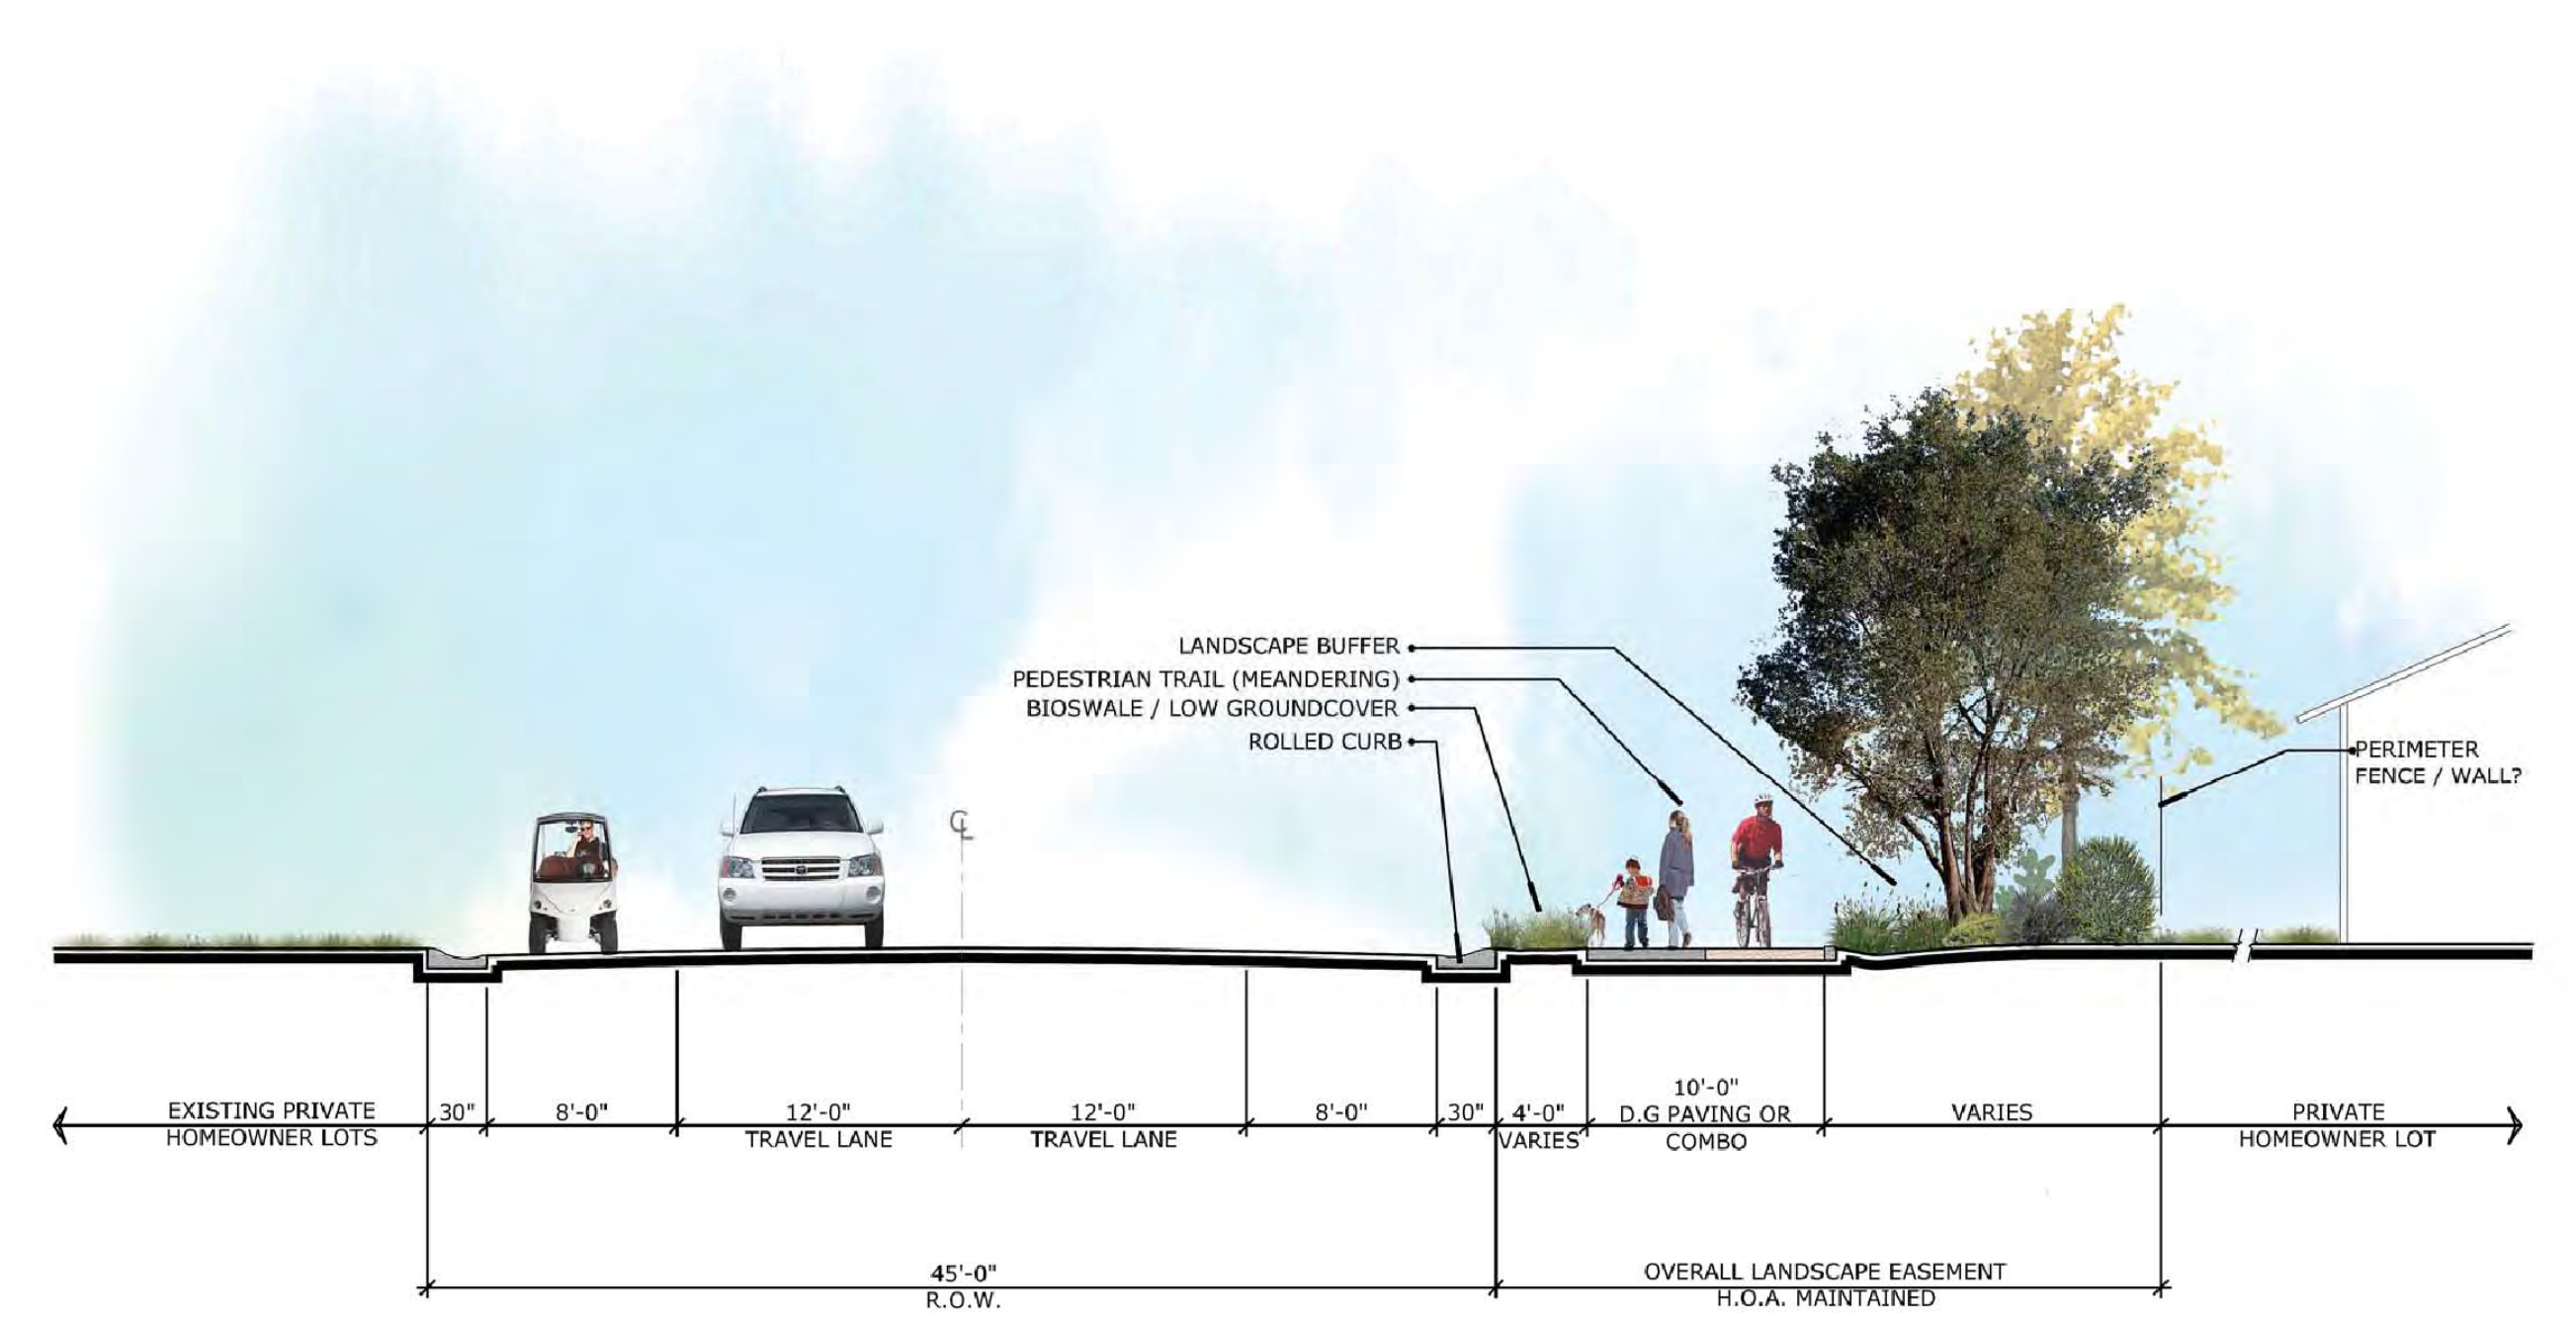 LANDSCAPE BUFFER
PEDESTRIAN TRAIL (MEANDERING)
BIOSWALE / LOW GROUNDCOVER
ROLLED CURB
PERIMETER
FENCE / WALL?
CL
EXISTING PRIVATE
HOMEOWNER LOTS
30"
8'-0"
12'-0"
TRAVEL LANE
12'-0"
TRAVEL LANE
8'-0"
30"
4'-0"
VARIES
10'-0"
D.G PAVING OR
COMBO
VARIES
PRIVATE
HOMEOWNER LOT
45'-0"
R.O.W.
OVERALL LANDSCAPE EASEMENT
H.O.A. MAINTAINED